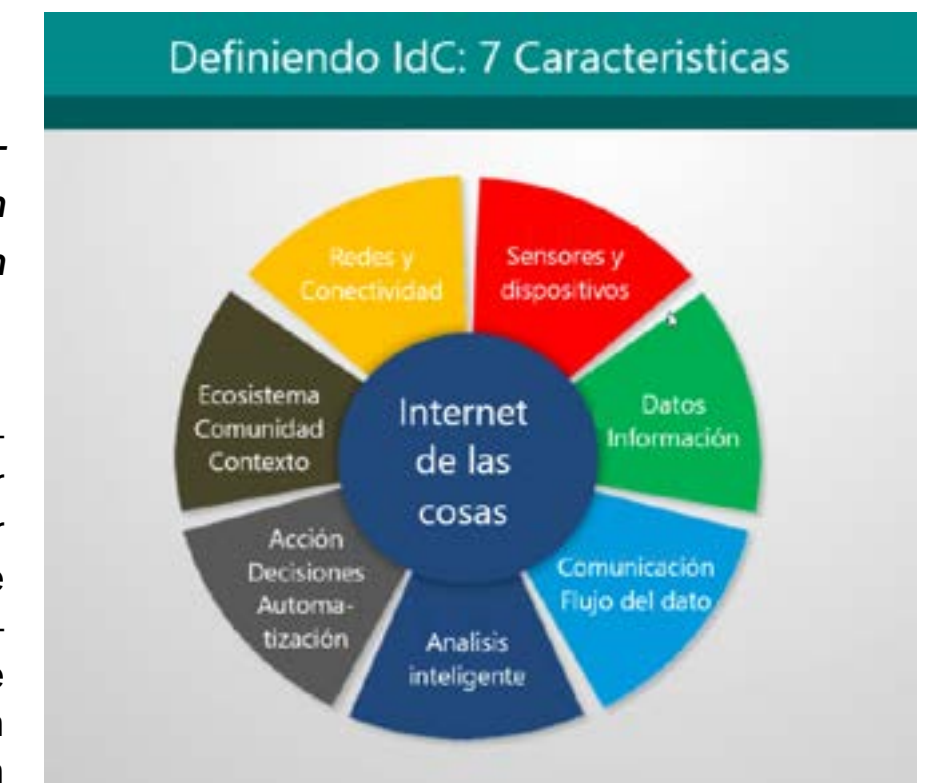 Definiendo IdC: 7 Caracteristicas
Redes y
Conectividad
Sensores y
dispositivos
Datos
Información
Comunicación
Flujo del dato
Analisis
inteligente
Acción
Decisiones
Automa-
tización
Ecosistema
Comunidad
Contexto
Internet
de las
cosas